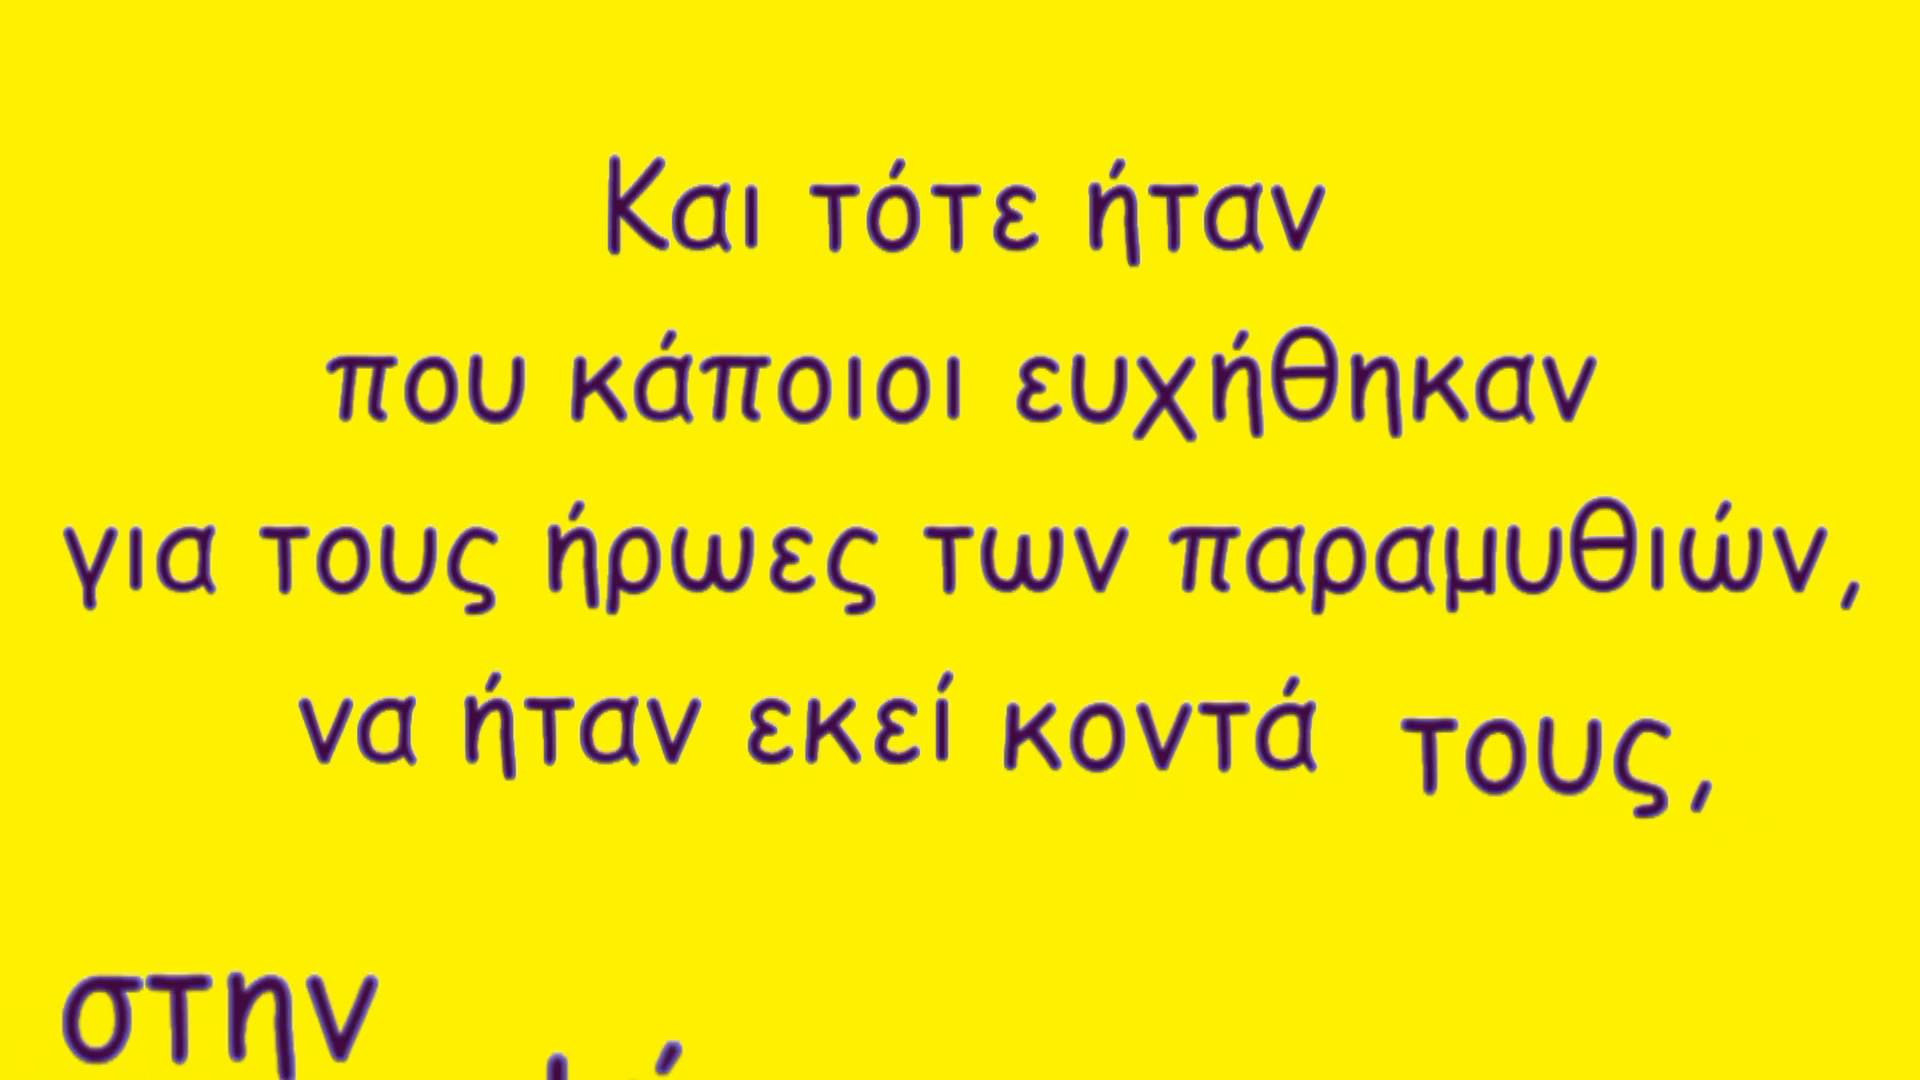 Και τότε ήταν
που κάποιοι ευχήθηκαν
για τους ήρωες των παραμυθιών,
να ήταν εκεί κοντά τους,
στην